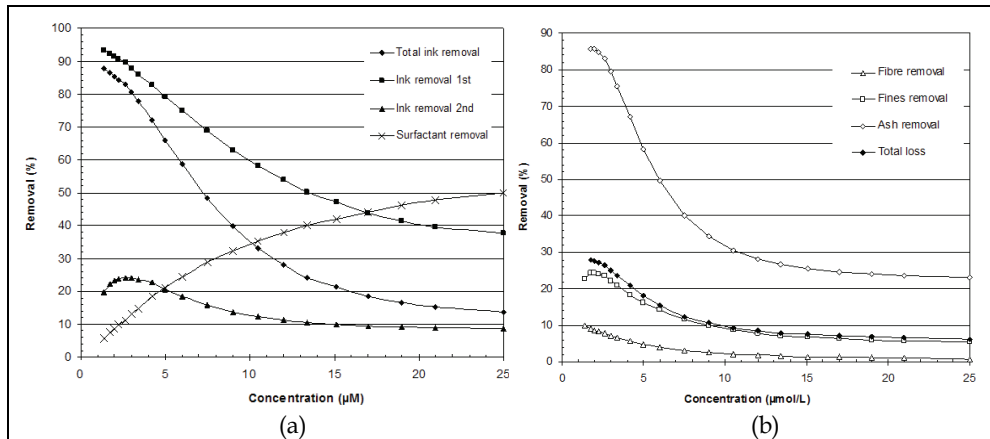 100
90
80
70
60
50
40
30
20
10
0
Removal (%)
0
5
10
15
20
25
Concentration (µM)
Total ink removal
Ink removal 1st
Ink removal 2nd
Surfactant removal
(a)
90
80
70
60
50
40
30
20
10
0
Removal (%)
0
5
10
15
20
25
Concentration (µmol/L)
Fibre removal
Fines removal
Ash removal
Total loss
(b)